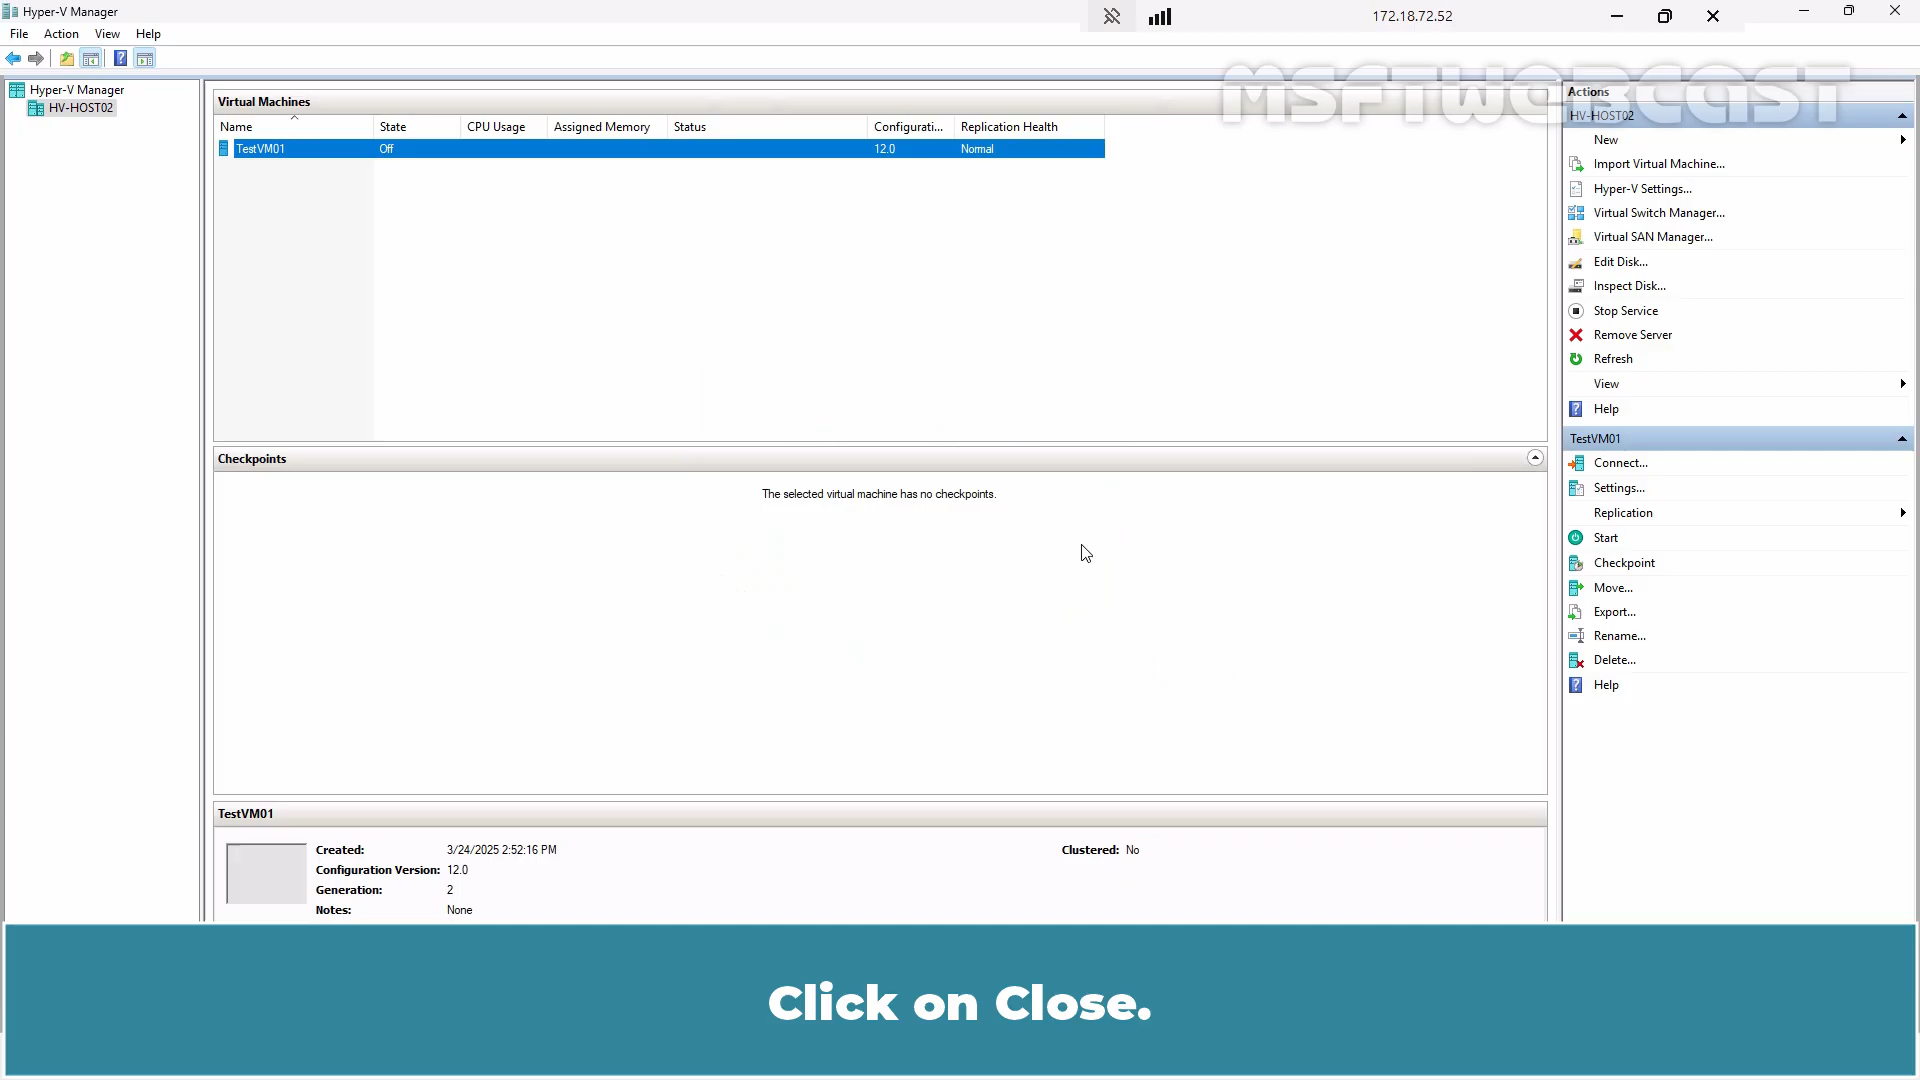 Hyper-V Manager
172.18.72.52
File Action View Help
MSFTWEBCAST
Hyper-V Manager
HV-HOST02
Virtual Machines
Name State CPU Usage Assigned Memory Status Configurati... Replication Health
TestVM01 Off 12.0 Normal
Checkpoints
The selected virtual machine has no checkpoints.
TestVM01
Created: 3/24/2025 2:52:16 PM Clustered: No
Configuration Version: 12.0
Generation: 2
Notes: None
Actions
HV-HOST02
New
Import Virtual Machine...
Hyper-V Settings...
Virtual Switch Manager...
Virtual SAN Manager...
Edit Disk...
Inspect Disk...
Stop Service
Remove Server
Refresh
View
Help
TestVM01
Connect...
Settings...
Replication
Start
Checkpoint
Move...
Export...
Rename...
Delete...
Help
Click on Close.